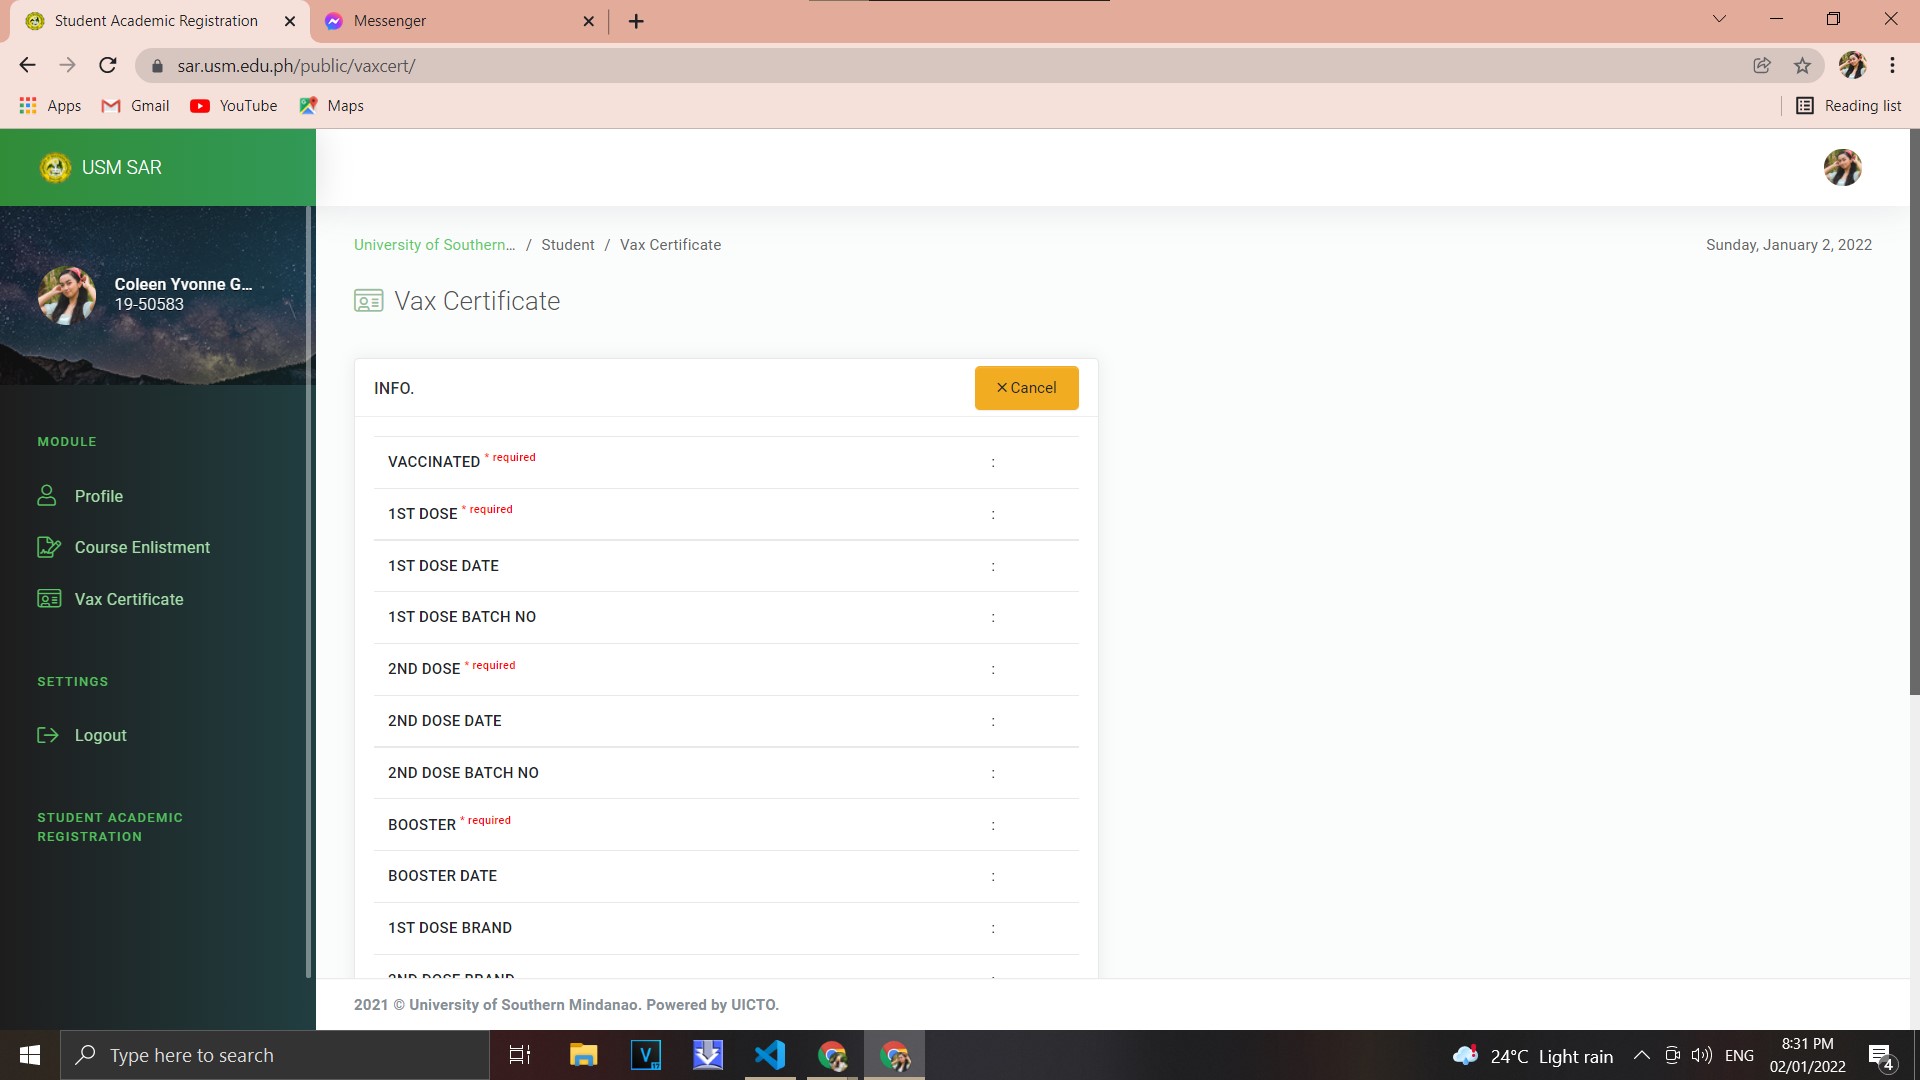 Student Academic Registration
Messenger
sar.usm.edu.ph/public/vaxcert/
Apps
Gmail
YouTube
Maps
Reading list
USM SAR
Coleen Yvonne G...
19-50583
MODULE
Profile
Course Enlistment
Vax Certificate
SETTINGS
Logout
STUDENT ACADEMIC
REGISTRATION
University of Southern... / Student / Vax Certificate
Sunday, January 2, 2022
Vax Certificate
INFO.
× Cancel
VACCINATED * required :
1ST DOSE * required :
1ST DOSE DATE :
1ST DOSE BATCH NO :
2ND DOSE * required :
2ND DOSE DATE :
2ND DOSE BATCH NO :
BOOSTER * required :
BOOSTER DATE :
1ST DOSE BRAND :
2ND DOSE BRAND :
2021 © University of Southern Mindanao. Powered by UICTO.
Type here to search
V
17
24°C Light rain
ENG
8:31 PM
02/01/2022
4